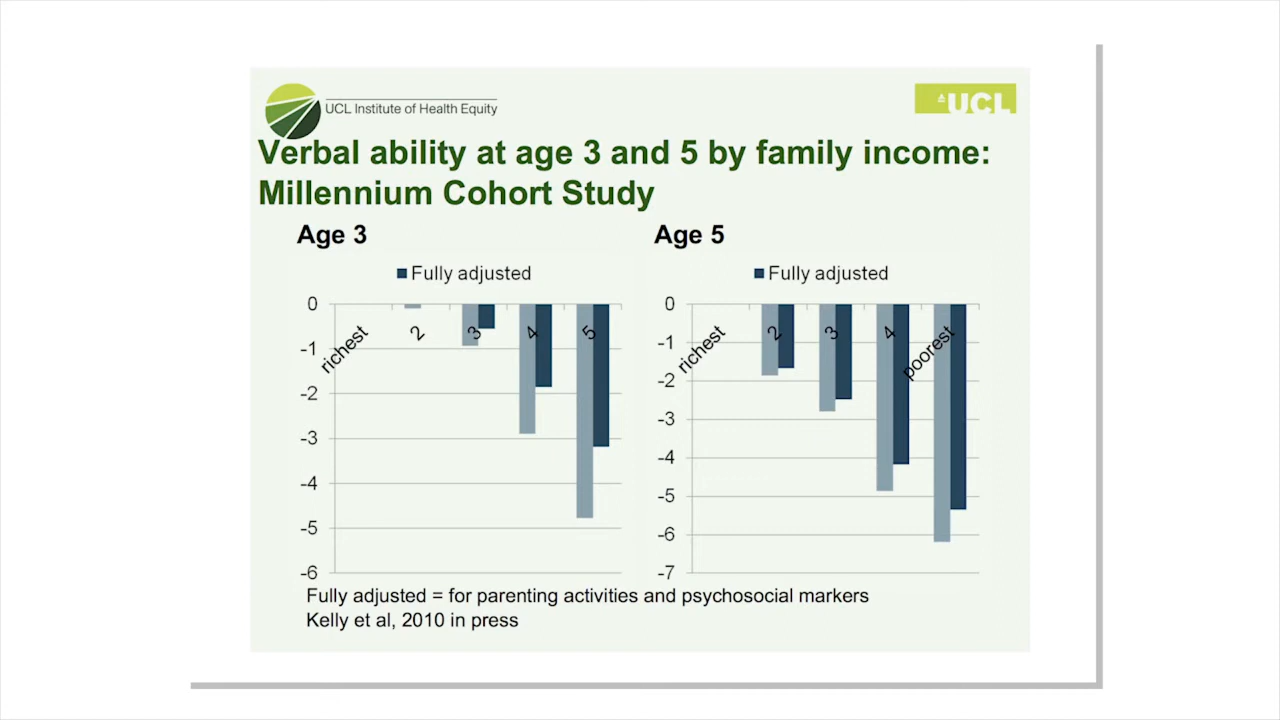 UCL Institute of Health Equity
UCL
Verbal ability at age 3 and 5 by family income:
Millennium Cohort Study
Age 3
Fully adjusted
0
-1
-2
-3
-4
-5
-6
richest
2
3
4
5
Age 5
Fully adjusted
0
-1
-2
-3
-4
-5
-6
-7
richest
2
3
4
poorest
Fully adjusted = for parenting activities and psychosocial markers
Kelly et al, 2010 in press